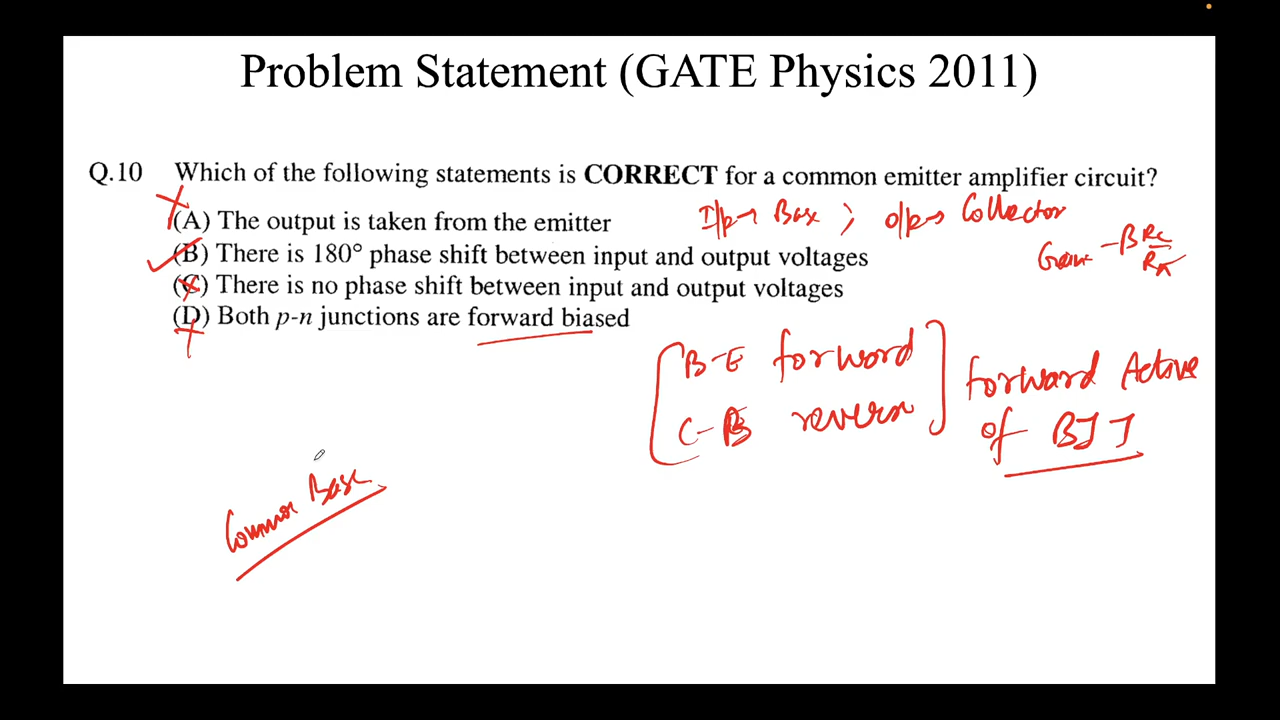 Problem Statement (GATE Physics 2011)
Q.10 Which of the following statements is CORRECT for a common emitter amplifier circuit?
(A) The output is taken from the emitter
I/p → Base ; o/p → Collector
(B) There is 180° phase shift between input and output voltages
Gain -β Rc
(C) There is no phase shift between input and output voltages
(D) Both p-n junctions are forward biased
B-E forward
C-B reverse
forward Active
of BJT
Common Base